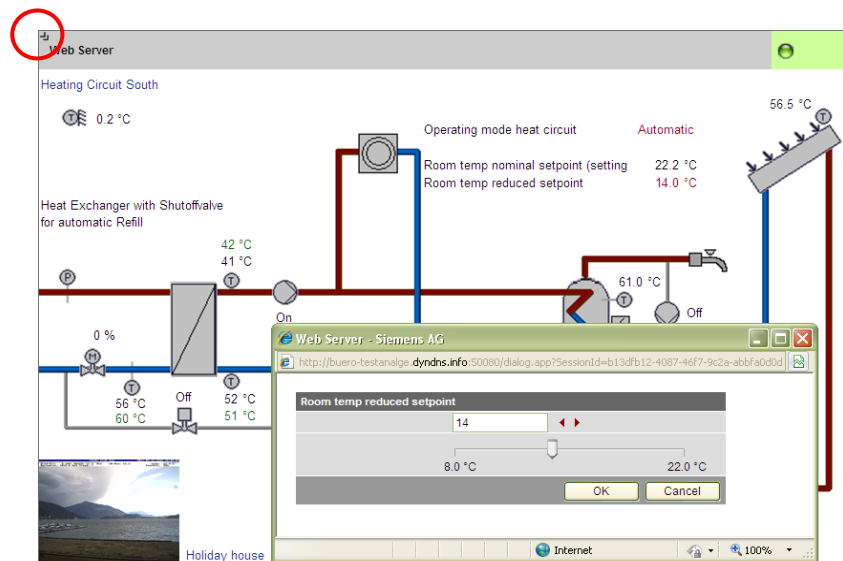 Web Server
Heating Circuit South
T
0.2 °C
56.5 °C
T
Operating mode heat circuit Automatic
Room temp nominal setpoint (setting 22.2 °C
Room temp reduced setpoint 14.0 °C
Heat Exchanger with Shutoffvalve
for automatic Refill
42 °C
41 °C
P
T
61.0 °C
T
On
Off
0 %
M
T
T
56 °C
60 °C
Off
52 °C
51 °C
Holiday house
Web Server - Siemens AG
http://buero-testanalge.dyndns.info:50080/dialog.app?SessionId=b13dfb12-4087-46f7-9c2a-abbfa0d0d
Room temp reduced setpoint
14
8.0 °C 22.0 °C
OK Cancel
Internet 100%